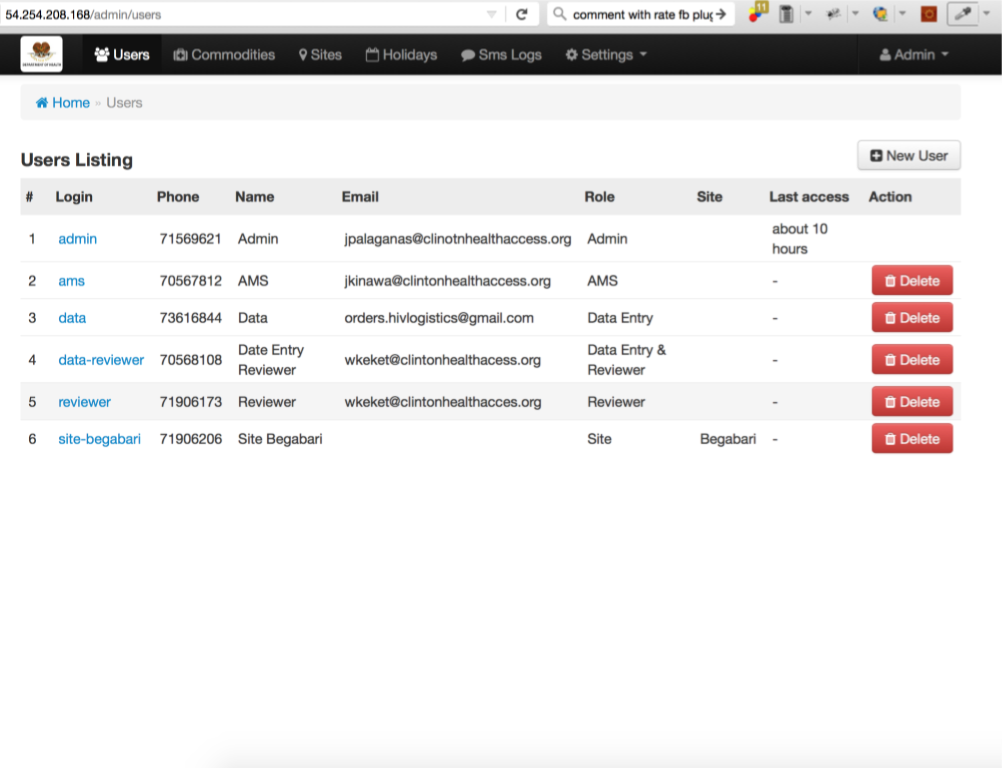 54.254.208.168/admin/users
comment with rate fb plug
11
DEPARTMENT OF HEALTH
Users
Commodities
Sites
Holidays
Sms Logs
Settings
Admin
Home » Users
Users Listing
New User
# Login Phone Name Email Role Site Last access Action
1 admin 71569621 Admin jpalaganas@clinotnhealthaccess.org Admin about 10
hours
2 ams 70567812 AMS jkinawa@clintonhealthaccess.org AMS - Delete
3 data 73616844 Data orders.hivlogistics@gmail.com Data Entry - Delete
4 data-reviewer 70568108 Date Entry Reviewer wkeket@clintonhealthacess.org Data Entry & Reviewer - Delete
5 reviewer 71906173 Reviewer wkeket@clintonhealthacces.org Reviewer - Delete
6 site-begabari 71906206 Site Begabari Site Begabari - Delete